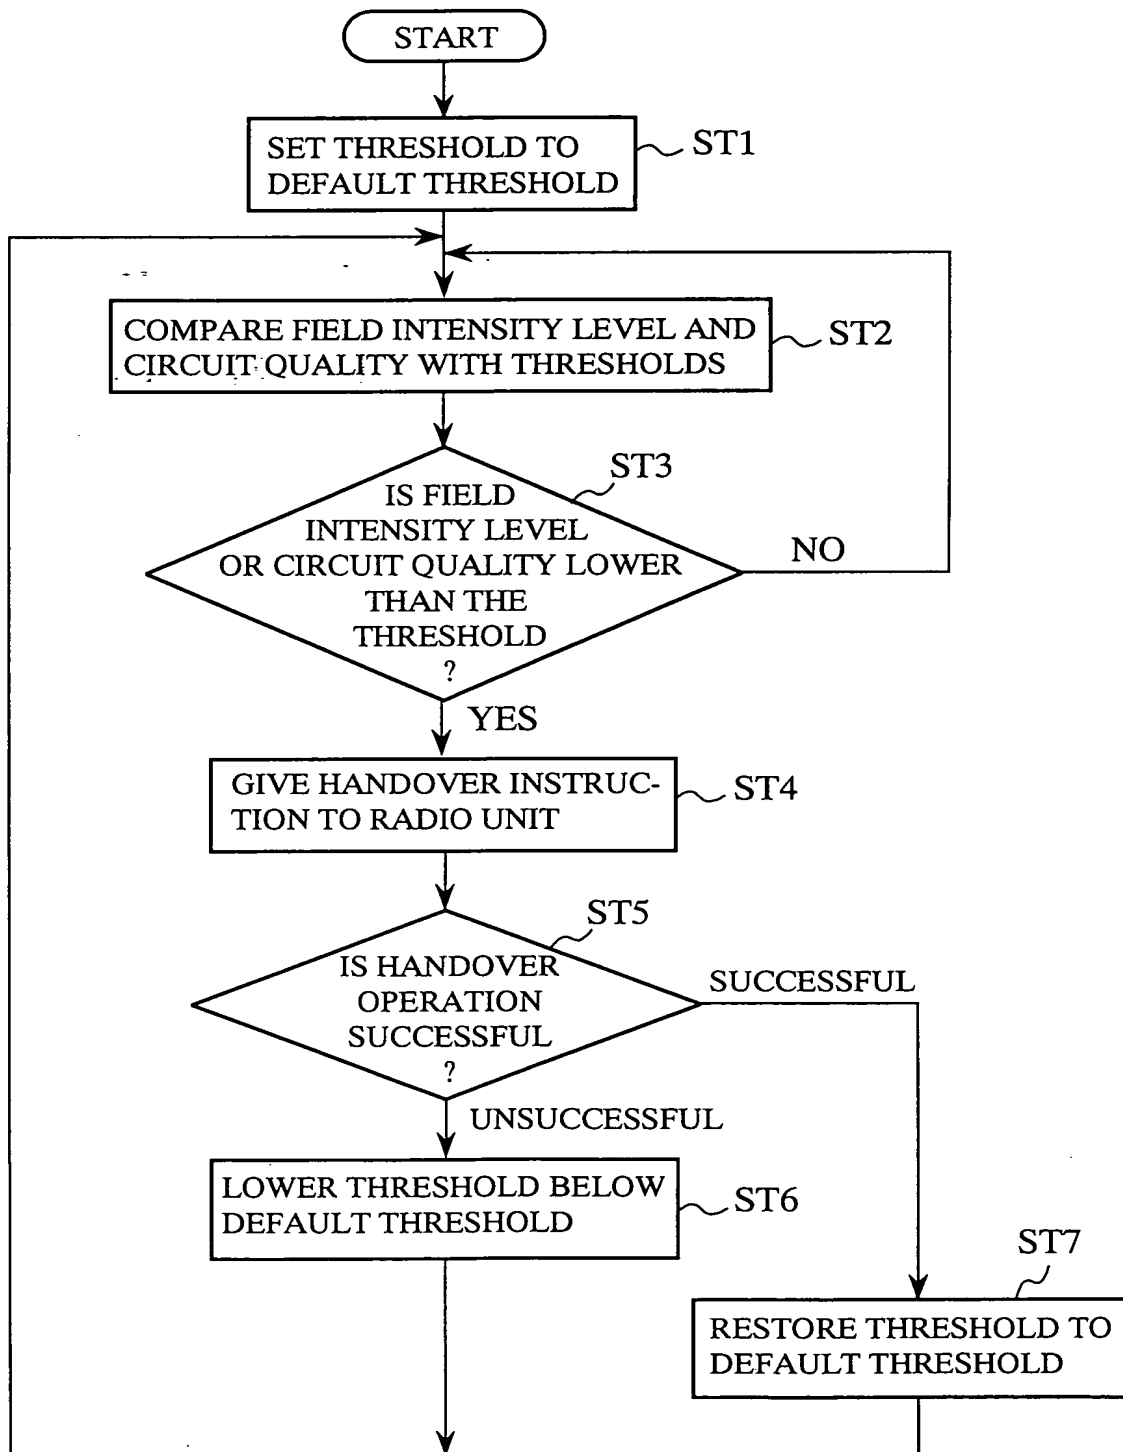 START
SET THRESHOLD TO
DEFAULT THRESHOLD
ST1
COMPARE FIELD INTENSITY LEVEL AND
CIRCUIT QUALITY WITH THRESHOLDS
ST2
ST3
IS FIELD
INTENSITY LEVEL
OR CIRCUIT QUALITY LOWER
THAN THE
THRESHOLD
?
NO
YES
GIVE HANDOVER INSTRUC-
TION TO RADIO UNIT
ST4
ST5
IS HANDOVER
OPERATION
SUCCESSFUL
?
SUCCESSFUL
UNSUCCESSFUL
LOWER THRESHOLD BELOW
DEFAULT THRESHOLD
ST6
ST7
RESTORE THRESHOLD TO
DEFAULT THRESHOLD